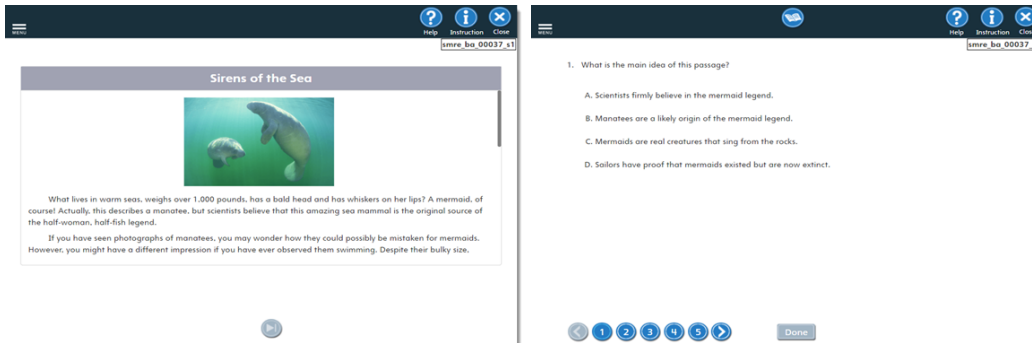 MENU
Help Instruction Close
smre_ba_00037_s1
Sirens of the Sea
What lives in warm seas, weighs over 1,000 pounds, has a bald head and has whiskers on her lips? A mermaid, of
course! Actually, this describes a manatee, but scientists believe that this amazing sea mammal is the original source of
the half-woman, half-fish legend.
If you have seen photographs of manatees, you may wonder how they could possibly be mistaken for mermaids.
However, you might have a different impression if you have ever observed them swimming. Despite their bulky size,
MENU
Help Instruction Clos
smre_ba_00037_
1. What is the main idea of this passage?
A. Scientists firmly believe in the mermaid legend.
B. Manatees are a likely origin of the mermaid legend.
C. Mermaids are real creatures that sing from the rocks.
D. Sailors have proof that mermaids existed but are now extinct.
1 2 3 4 5
Done